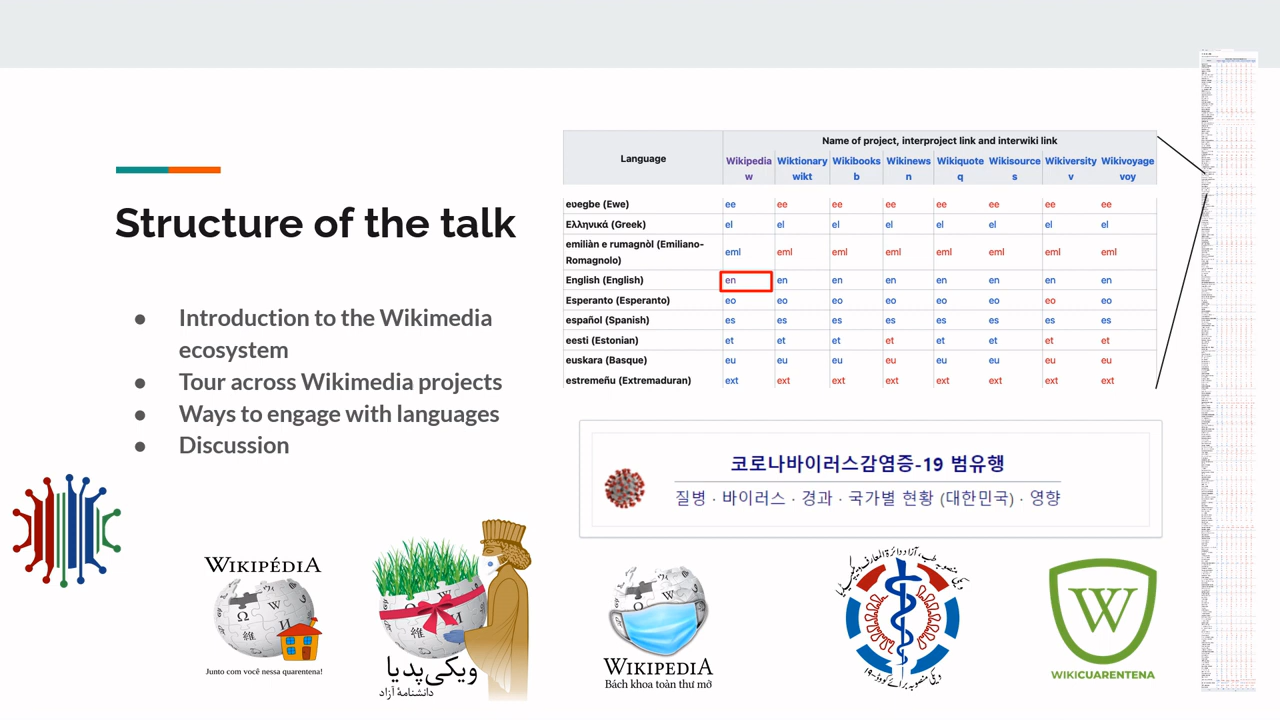 Structure of the talk
● Introduction to the Wikimedia
ecosystem
● Tour across Wikimedia projects
● Ways to engage with languages
● Discussion
Language
Name of project, interproject link and interwiki link
Wikipedia Wiktionary Wikibooks Wikinews Wikiquote Wikisource Wikiversity Wikivoyage
w wikt b n q s v voy
eʋegbe (Ewe) ee ee ee ee ee ee ee ee
Ελληνικά (Greek) el el el el el el el el
emiliàn e rumagnòl (Emiliano-
Romagnolo) eml eml eml eml eml eml eml eml
English (English) en en en en en en en en
Esperanto (Esperanto) eo eo eo eo eo eo eo eo
español (Spanish) es es es es es es es es
eesti (Estonian) et et et et et et et et
euskara (Basque) eu eu eu eu eu eu eu eu
estremeñu (Extremaduran) ext ext ext ext ext ext ext ext
코로나바이러스감염증-19 범유행
질병 · 바이러스 · 경과 · 국가별 현황 (대한민국) · 영향
WIKIPÉDIA
Junto com você nessa quarentena!
ویکی‌پدیا
دانشنامهٔ آزاد
WIKIPEDIA
Bách khoa toàn thư mở
W
WIKICUARENTENA